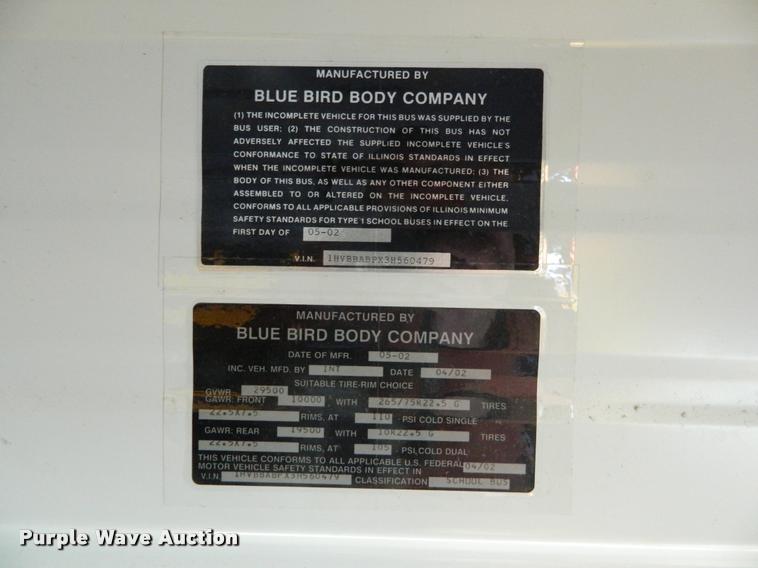 MANUFACTURED BY
BLUE BIRD BODY COMPANY
(1) THE INCOMPLETE VEHICLE FOR THIS BUS WAS SUPPLIED BY THE
BUS USER; (2) THE CONSTRUCTION OF THIS BUS HAS NOT
ADVERSELY AFFECTED THE SUPPLIED INCOMPLETE VEHICLE'S
CONFORMANCE TO STATE OF ILLINOIS STANDARDS IN EFFECT
WHEN THE INCOMPLETE VEHICLE WAS MANUFACTURED; (3) THE
BODY OF THIS BUS, AS WELL AS ANY OTHER COMPONENT EITHER
ASSEMBLED TO OR ALTERED ON THE INCOMPLETE VEHICLE,
CONFORMS TO ALL APPLICABLE PROVISIONS OF ILLINOIS MINIMUM
SAFETY STANDARDS FOR TYPE 1 SCHOOL BUSES IN EFFECT ON THE
FIRST DAY OF 05-02
V.I.N. 1HVBBABPX3H560479
MANUFACTURED BY
BLUE BIRD BODY COMPANY
DATE OF MFR. 05-02
INC. VEH. MFD. BY INT DATE 04/02
SUITABLE TIRE-RIM CHOICE
GVWR 29500
GAWR: FRONT 10000 WITH 265/75R22.5 G TIRES
22.5X7.5 RIMS, AT 110 PSI COLD SINGLE
GAWR: REAR 19500 WITH 10R22.5 G TIRES
22.5X7.5 RIMS, AT 105 PSI, COLD DUAL
THIS VEHICLE CONFORMS TO ALL APPLICABLE U.S. FEDERAL
MOTOR VEHICLE SAFETY STANDARDS IN EFFECT IN 04/02
V.I.N. 1HVBBABPX3H560479 CLASSIFICATION SCHOOL BUS
Purple Wave Auction